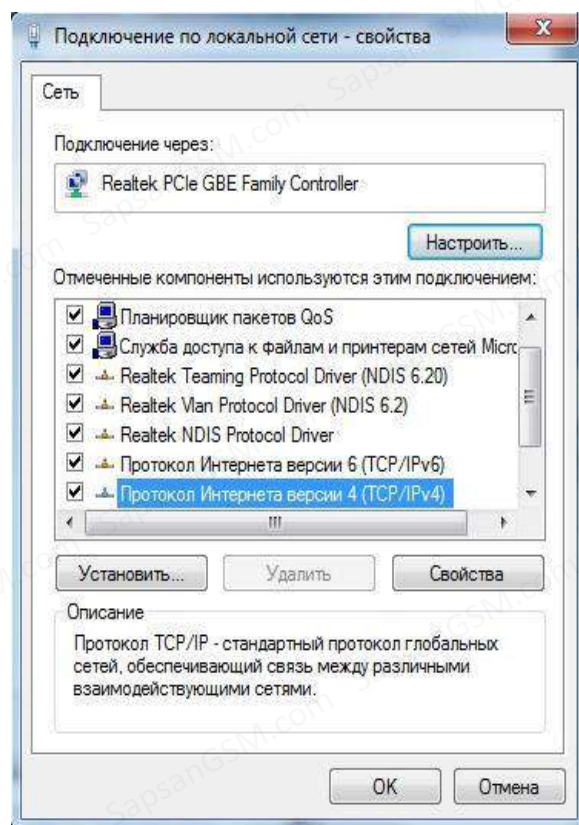 Подключение по локальной сети - свойства
X
Сеть
Подключение через:
Realtek PCIe GBE Family Controller
Настроить...
Отмеченные компоненты используются этим подключением:
Планировщик пакетов QoS
Служба доступа к файлам и принтерам сетей Micrc
Realtek Teaming Protocol Driver (NDIS 6.20)
Realtek Vlan Protocol Driver (NDIS 6.2)
Realtek NDIS Protocol Driver
Протокол Интернета версии 6 (TCP/IPv6)
Протокол Интернета версии 4 (TCP/IPv4)
Установить...
Удалить
Свойства
Описание
Протокол TCP/IP - стандартный протокол глобальных
сетей, обеспечивающий связь между различными
взаимодействующими сетями.
OK
Отмена
SapsanGSM.com